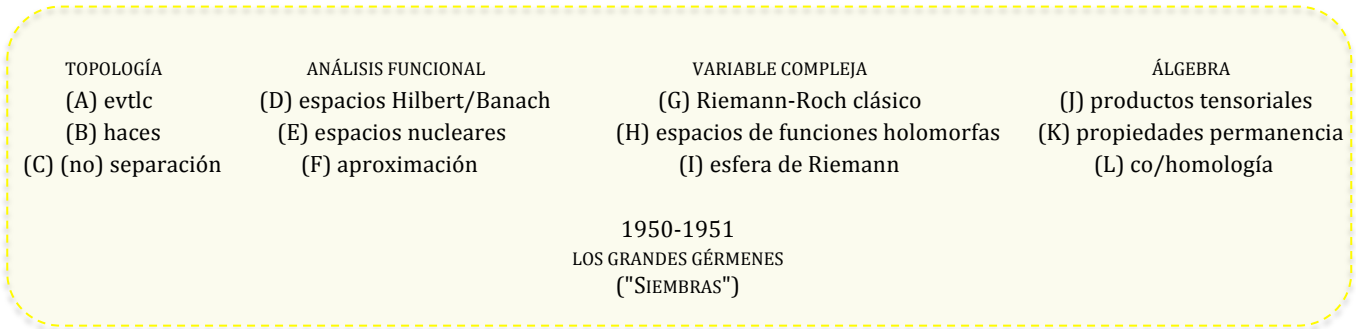 TOPOLOGÍA ANÁLISIS FUNCIONAL VARIABLE COMPLEJA ÁLGEBRA
(A) evtlc (D) espacios Hilbert/Banach (G) Riemann-Roch clásico (J) productos tensoriales
(B) haces (E) espacios nucleares (H) espacios de funciones holomorfas (K) propiedades permanencia
(C) (no) separación (F) aproximación (I) esfera de Riemann (L) co/homología
1950-1951
LOS GRANDES GÉRMENES
("SIEMBRAS")